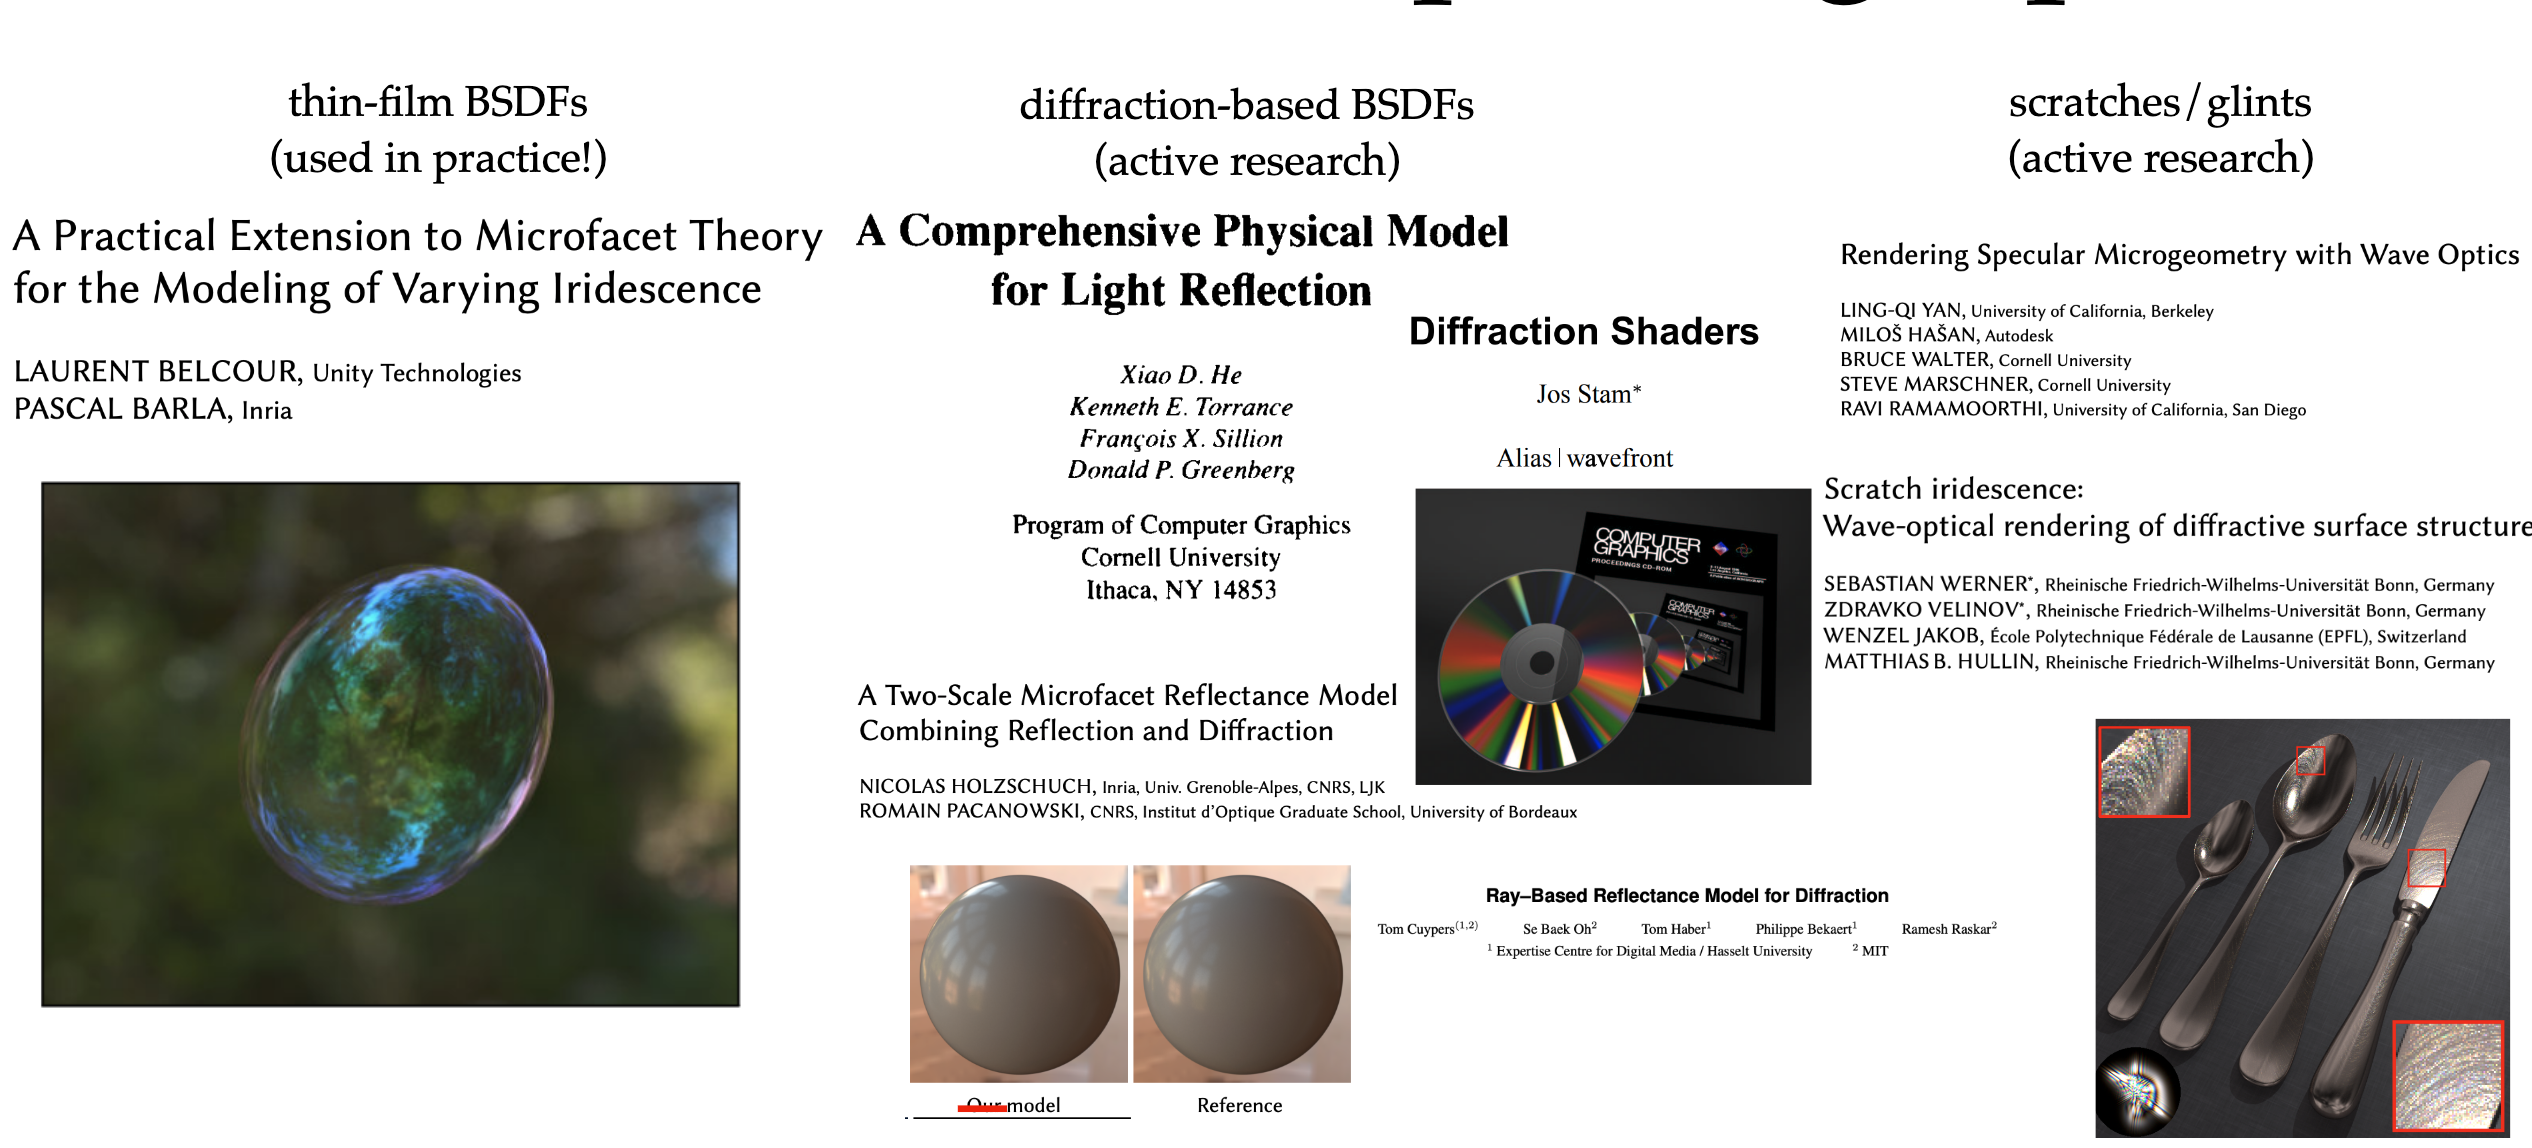 thin-film BSDFs
(used in practice!)
A Practical Extension to Microfacet Theory
for the Modeling of Varying Iridescence
LAURENT BELCOUR, Unity Technologies
PASCAL BARLA, Inria
diffraction-based BSDFs
(active research)
A Comprehensive Physical Model
for Light Reflection
Xiao D. He
Kenneth E. Torrance
François X. Sillion
Donald P. Greenberg
Program of Computer Graphics
Cornell University
Ithaca, NY 14853
Diffraction Shaders
Jos Stam*
Alias|wavefront
COMPUTER
GRAPHICS
PROCEEDINGS CD-ROM
COMPUTER
GRAPHICS
A Two-Scale Microfacet Reflectance Model
Combining Reflection and Diffraction
NICOLAS HOLZSCHUCH, Inria, Univ. Grenoble-Alpes, CNRS, LJK
ROMAIN PACANOWSKI, CNRS, Institut d'Optique Graduate School, University of Bordeaux
Our model
Reference
Ray–Based Reflectance Model for Diffraction
Tom Cuypers(1,2) Se Baek Oh2 Tom Haber1 Philippe Bekaert1 Ramesh Raskar2
1 Expertise Centre for Digital Media / Hasselt University 2 MIT
scratches/glints
(active research)
Rendering Specular Microgeometry with Wave Optics
LING-QI YAN, University of California, Berkeley
MILOŠ HAŠAN, Autodesk
BRUCE WALTER, Cornell University
STEVE MARSCHNER, Cornell University
RAVI RAMAMOORTHI, University of California, San Diego
Scratch iridescence:
Wave-optical rendering of diffractive surface structure
SEBASTIAN WERNER*, Rheinische Friedrich-Wilhelms-Universität Bonn, Germany
ZDRAVKO VELINOV*, Rheinische Friedrich-Wilhelms-Universität Bonn, Germany
WENZEL JAKOB, École Polytechnique Fédérale de Lausanne (EPFL), Switzerland
MATTHIAS B. HULLIN, Rheinische Friedrich-Wilhelms-Universität Bonn, Germany